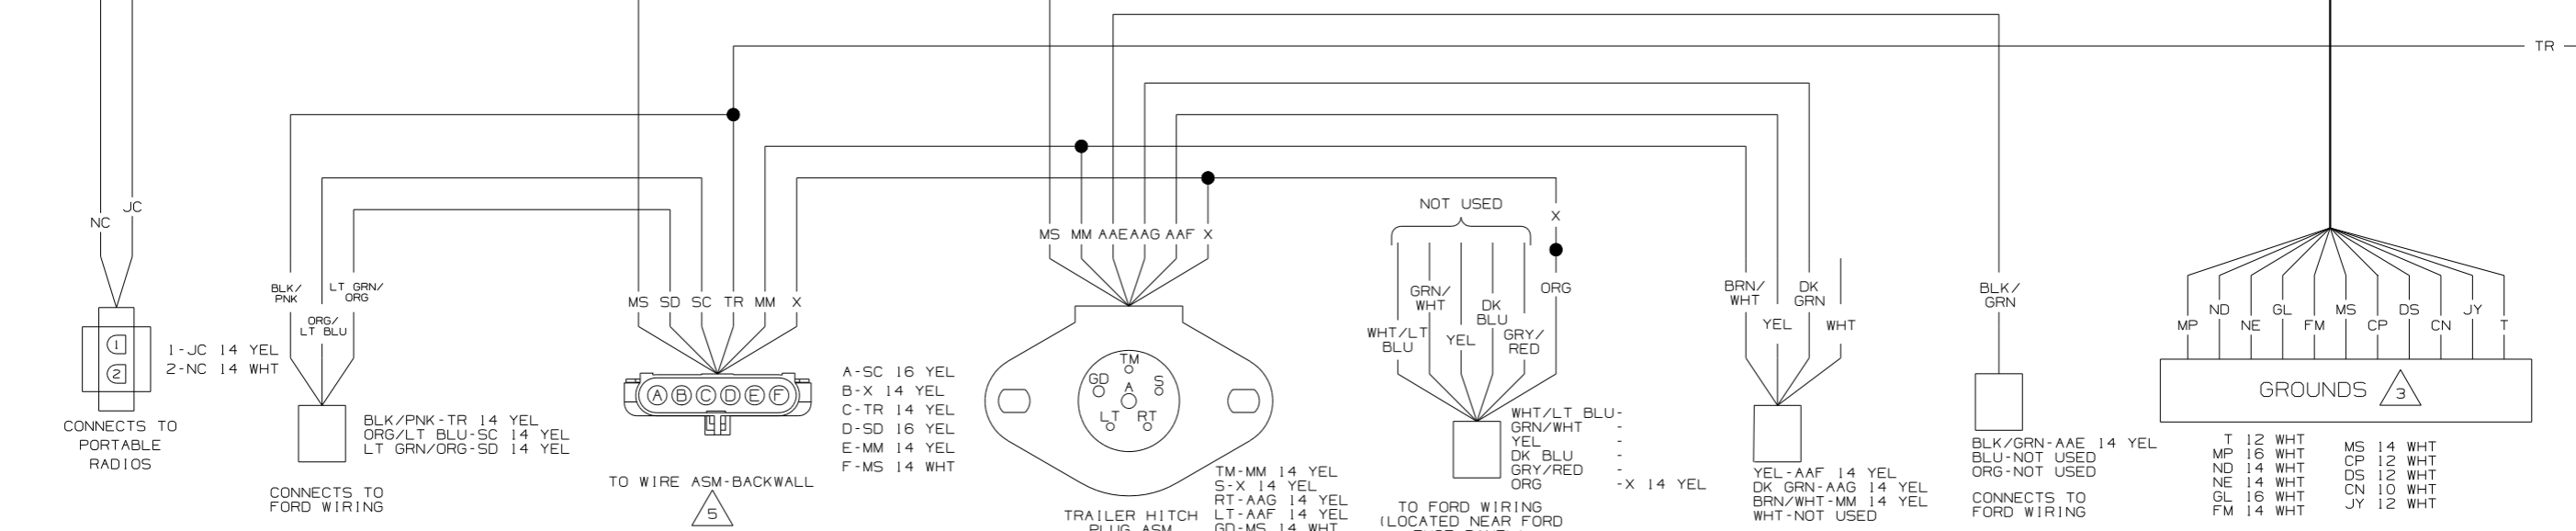 TR
NC
JC
1
2
1-JC 14 YEL
2-NC 14 WHT
CONNECTS TO
PORTABLE
RADIOS
BLK/
PNK
ORG/
LT BLU
LT GRN/
ORG
BLK/PNK-TR 14 YEL
ORG/LT BLU-SC 14 YEL
LT GRN/ORG-SD 14 YEL
CONNECTS TO
FORD WIRING
MS SD SC TR MM X
A B C D E F
TO WIRE ASM-BACKWALL
5
A-SC 16 YEL
B-X 14 YEL
C-TR 14 YEL
D-SD 16 YEL
E-MM 14 YEL
F-MS 14 WHT
MS MM AAE AAG AAF X
TM
GD
A
S
LT
RT
TRAILER HITCH
PLUG ASM
TM-MM 14 YEL
S-X 14 YEL
RT-AAG 14 YEL
LT-AAF 14 YEL
GD-MS 14 WHT
NOT USED
X
WHT/LT
BLU
GRN/
WHT
YEL
DK
BLU
GRY/
RED
ORG
WHT/LT BLU-
GRN/WHT -
YEL -
DK BLU -
GRY/RED -
ORG -X 14 YEL
TO FORD WIRING
(LOCATED NEAR FORD
BRN/
WHT
YEL
DK
GRN
WHT
YEL-AAF 14 YEL
DK GRN-AAG 14 YEL
BRN/WHT-MM 14 YEL
WHT-NOT USED
BLK/
GRN
BLK/GRN-AAE 14 YEL
BLU-NOT USED
ORG-NOT USED
CONNECTS TO
FORD WIRING
MP ND NE GL FM MS CP DS CN JY T
GROUNDS
3
T 12 WHT
MP 16 WHT
ND 14 WHT
NE 14 WHT
GL 16 WHT
FM 14 WHT
MS 14 WHT
CP 12 WHT
DS 12 WHT
CN 10 WHT
JY 12 WHT